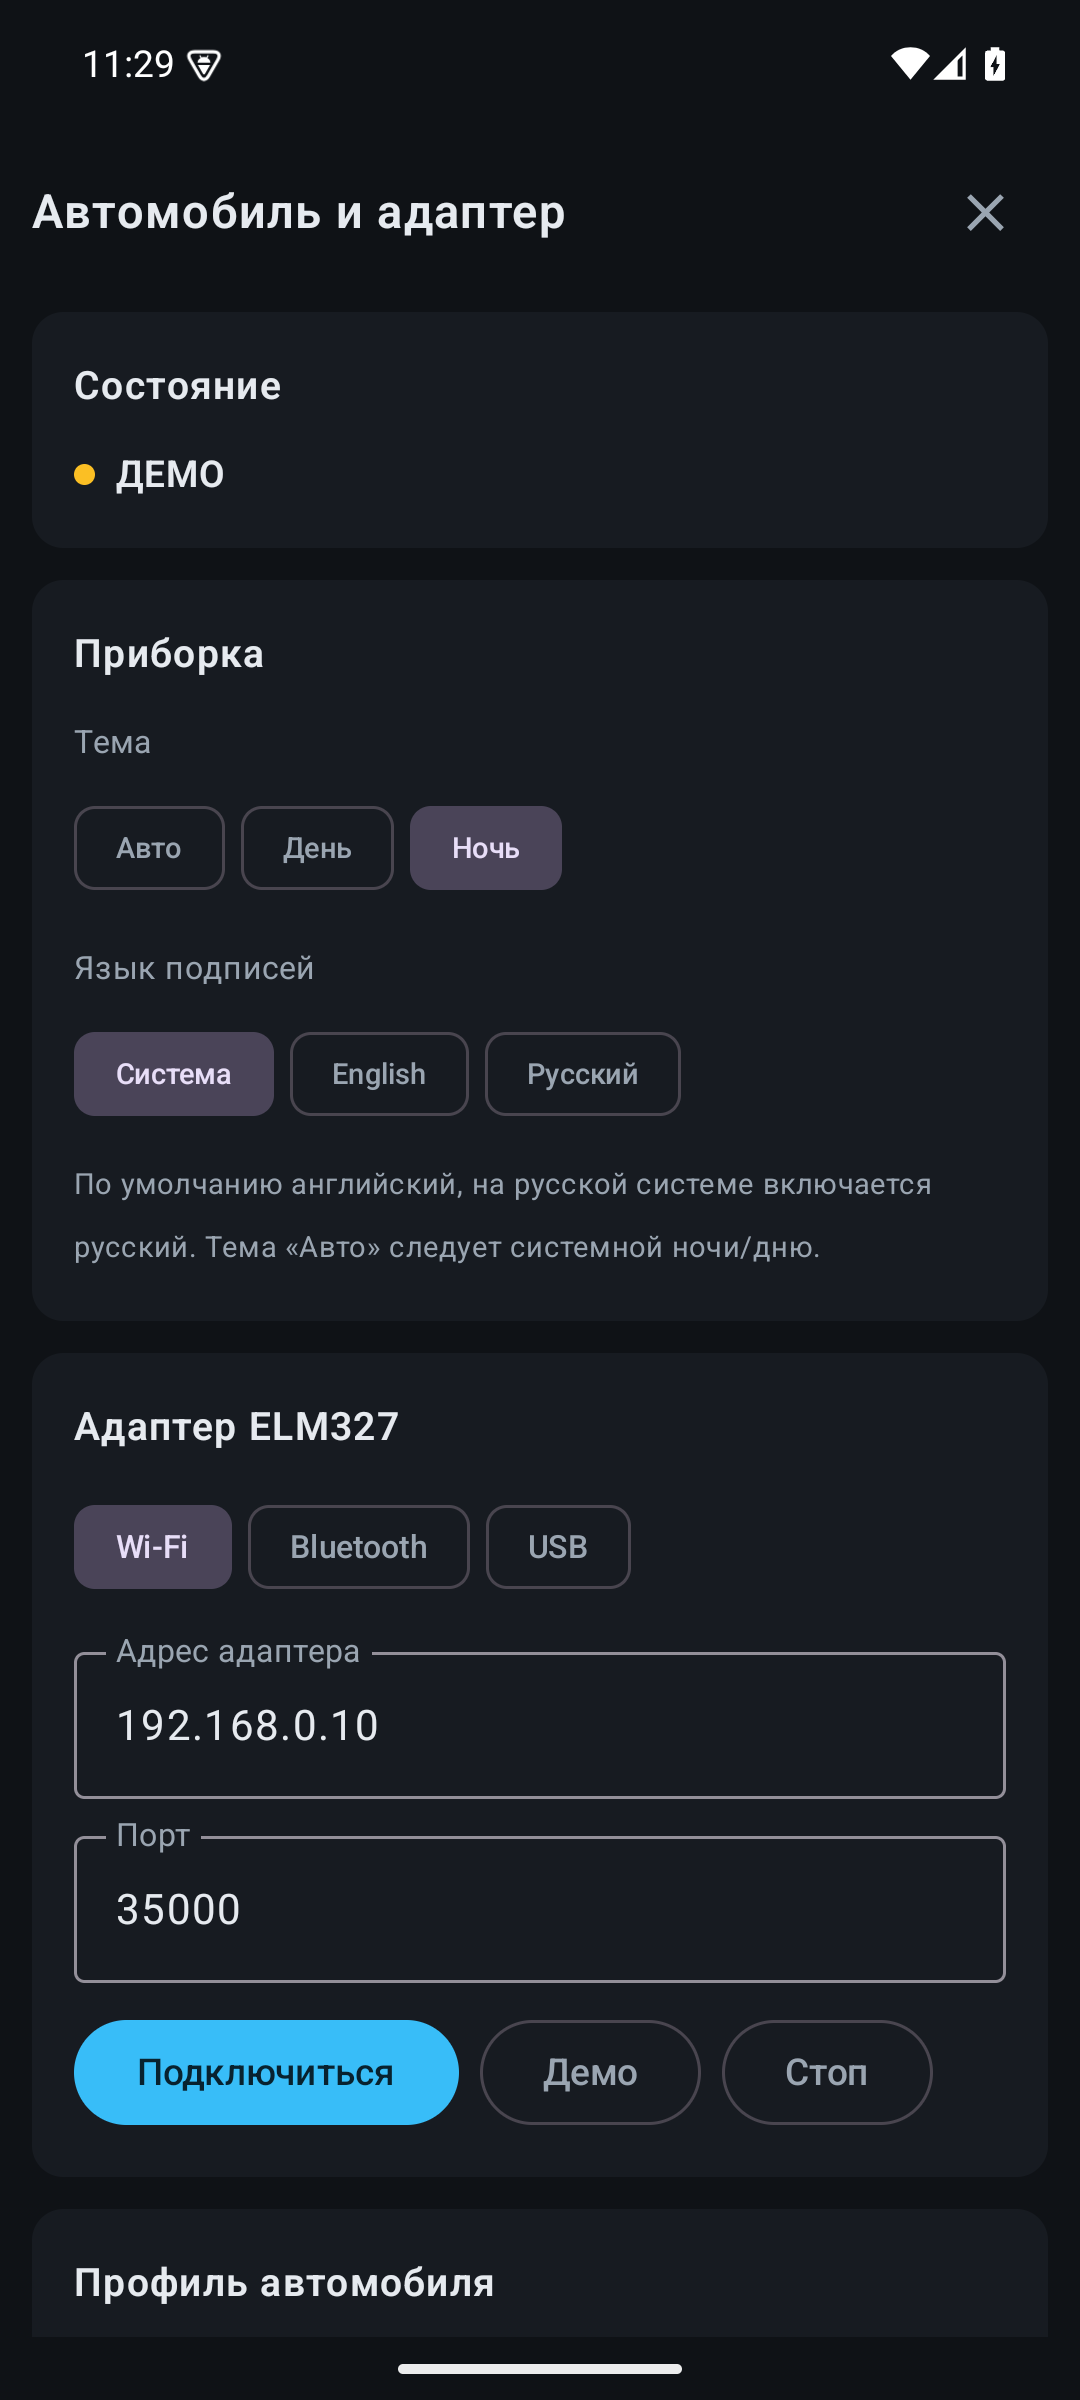 11:29
Автомобиль и адаптер
Состояние
ДЕМО
Приборка
Тема
Авто День Ночь
Язык подписей
Система English Русский
По умолчанию английский, на русской системе включается
русский. Тема «Авто» следует системной ночи/дню.
Адаптер ELM327
Wi-Fi Bluetooth USB
Адрес адаптера
192.168.0.10
Порт
35000
Подключиться Демо Стоп
Профиль автомобиля